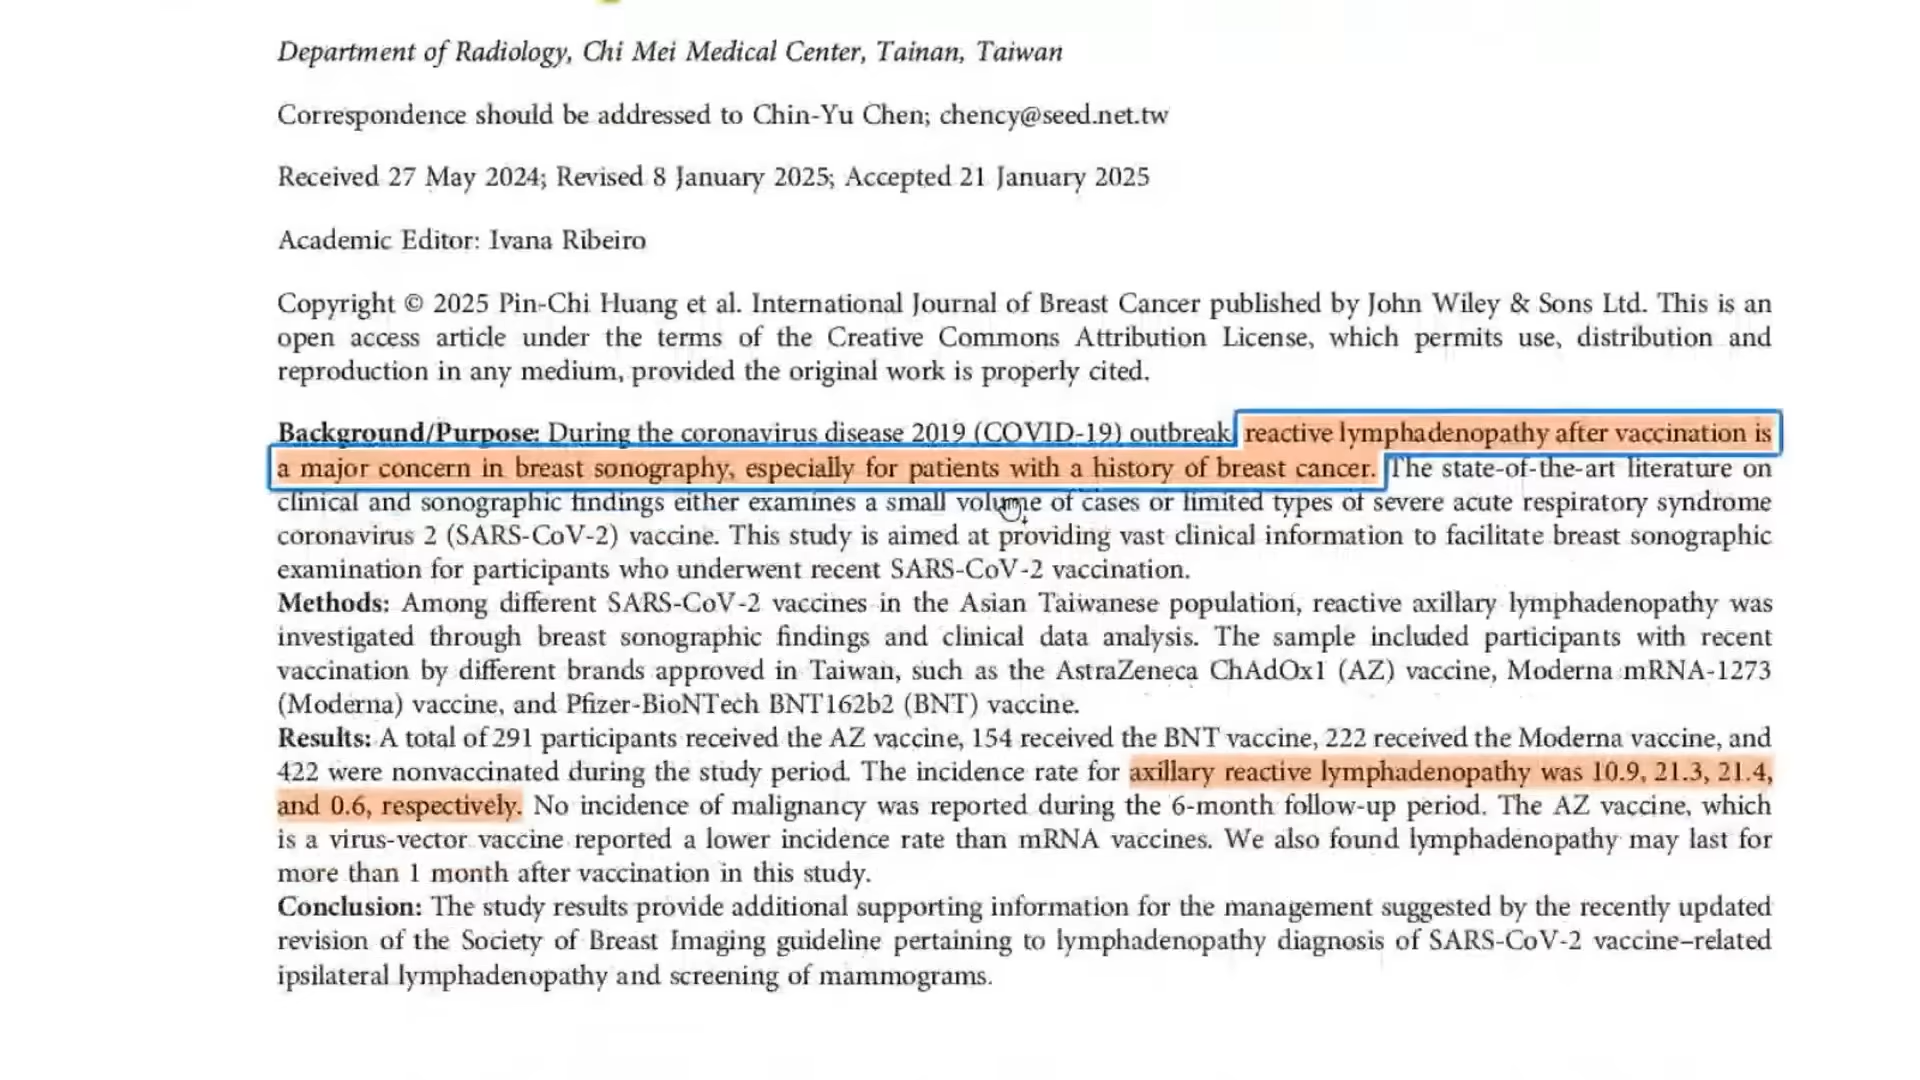 Department of Radiology, Chi Mei Medical Center, Tainan, Taiwan
Correspondence should be addressed to Chin-Yu Chen; chency@seed.net.tw
Received 27 May 2024; Revised 8 January 2025; Accepted 21 January 2025
Academic Editor: Ivana Ribeiro
Copyright © 2025 Pin-Chi Huang et al. International Journal of Breast Cancer published by John Wiley & Sons Ltd. This is an
open access article under the terms of the Creative Commons Attribution License, which permits use, distribution and
reproduction in any medium, provided the original work is properly cited.
Background/Purpose: During the coronavirus disease 2019 (COVID-19) outbreak, reactive lymphadenopathy after vaccination is
a major concern in breast sonography, especially for patients with a history of breast cancer. The state-of-the-art literature on
clinical and sonographic findings either examines a small volume of cases or limited types of severe acute respiratory syndrome
coronavirus 2 (SARS-CoV-2) vaccine. This study is aimed at providing vast clinical information to facilitate breast sonographic
examination for participants who underwent recent SARS-CoV-2 vaccination.
Methods: Among different SARS-CoV-2 vaccines in the Asian Taiwanese population, reactive axillary lymphadenopathy was
investigated through breast sonographic findings and clinical data analysis. The sample included participants with recent
vaccination by different brands approved in Taiwan, such as the AstraZeneca ChAdOx1 (AZ) vaccine, Moderna mRNA-1273
(Moderna) vaccine, and Pfizer-BioNTech BNT162b2 (BNT) vaccine.
Results: A total of 291 participants received the AZ vaccine, 154 received the BNT vaccine, 222 received the Moderna vaccine, and
422 were nonvaccinated during the study period. The incidence rate for axillary reactive lymphadenopathy was 10.9, 21.3, 21.4,
and 0.6, respectively. No incidence of malignancy was reported during the 6-month follow-up period. The AZ vaccine, which
is a virus-vector vaccine reported a lower incidence rate than mRNA vaccines. We also found lymphadenopathy may last for
more than 1 month after vaccination in this study.
Conclusion: The study results provide additional supporting information for the management suggested by the recently updated
revision of the Society of Breast Imaging guideline pertaining to lymphadenopathy diagnosis of SARS-CoV-2 vaccine–related
ipsilateral lymphadenopathy and screening of mammograms.